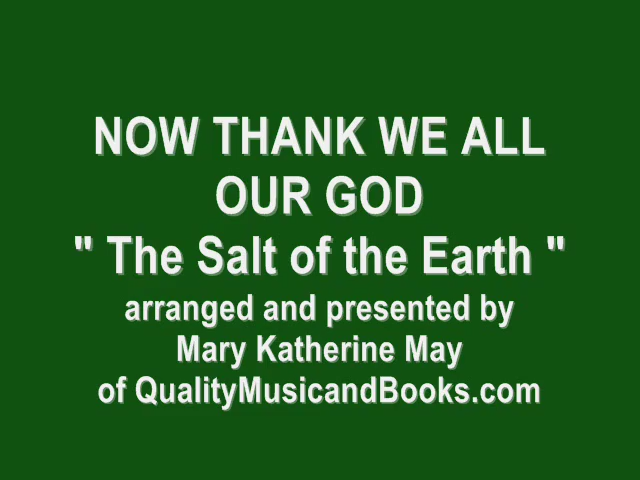 NOW THANK WE ALL
OUR GOD
" The Salt of the Earth "
arranged and presented by
Mary Katherine May
of QualityMusicandBooks.com